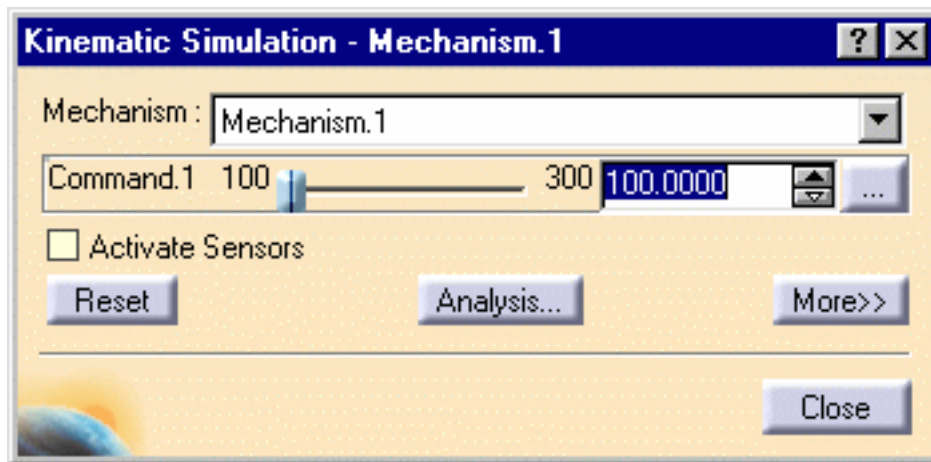 Kinematic Simulation - Mechanism.1 ?
Mechanism : Mechanism.1
Command.1 100 300 100.0000 ...
Activate Sensors
Reset Analysis... More>>
Close